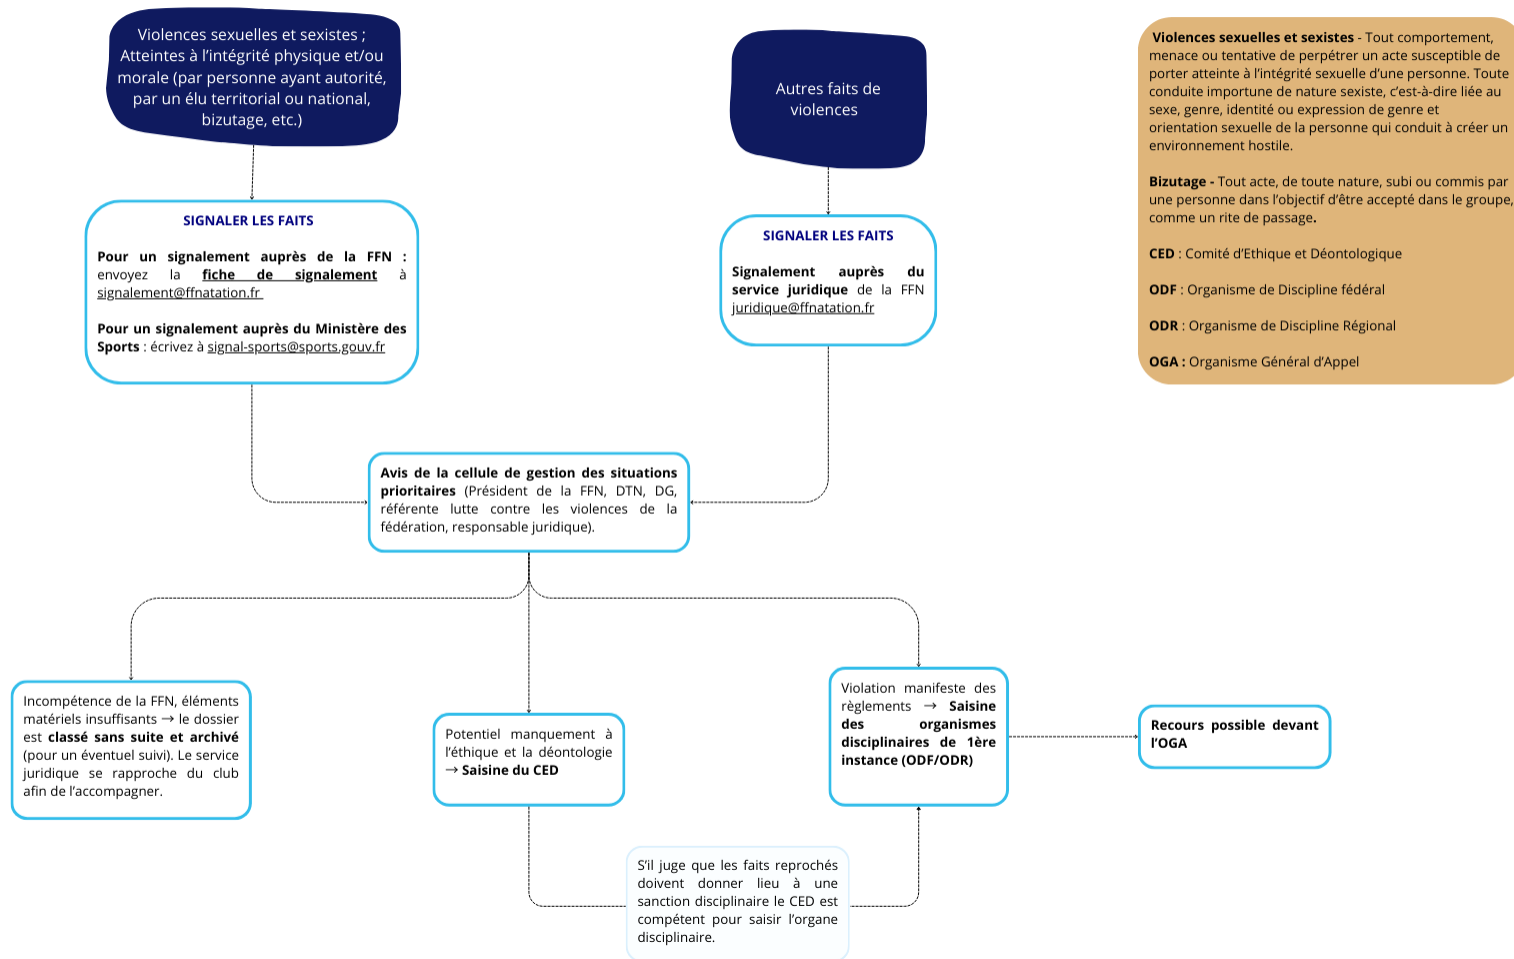 Violences sexuelles et sexistes ;
Atteintes à l’intégrité physique et/ou
morale (par personne ayant autorité,
par un élu territorial ou national,
bizutage, etc.)
Autres faits de
violences
Violences sexuelles et sexistes - Tout comportement,
menace ou tentative de perpétrer un acte susceptible de
porter atteinte à l’intégrité sexuelle d’une personne. Toute
conduite importune de nature sexiste, c’est-à-dire liée au
sexe, genre, identité ou expression de genre et
orientation sexuelle de la personne qui conduit à créer un
environnement hostile.
Bizutage - Tout acte, de toute nature, subi ou commis par
une personne dans l’objectif d’être accepté dans le groupe,
comme un rite de passage.
CED : Comité d’Ethique et Déontologique
ODF : Organisme de Discipline fédéral
ODR : Organisme de Discipline Régional
OGA : Organisme Général d’Appel
SIGNALER LES FAITS
Pour un signalement auprès de la FFN :
envoyez la fiche de signalement à
signalement@ffnatation.fr
Pour un signalement auprès du Ministère des
Sports : écrivez à signal-sports@sports.gouv.fr
SIGNALER LES FAITS
Signalement auprès du
service juridique de la FFN
juridique@ffnatation.fr
Avis de la cellule de gestion des situations
prioritaires (Président de la FFN, DTN, DG,
référente lutte contre les violences de la
fédération, responsable juridique).
Incompétence de la FFN, éléments
matériels insuffisants → le dossier
est classé sans suite et archivé
(pour un éventuel suivi). Le service
juridique se rapproche du club
afin de l’accompagner.
Potentiel manquement à
l’éthique et la déontologie
→ Saisine du CED
Violation manifeste des
règlements → Saisine
des organismes
disciplinaires de 1ère
instance (ODF/ODR)
Recours possible devant
l’OGA
S’il juge que les faits reprochés
doivent donner lieu à une
sanction disciplinaire le CED est
compétent pour saisir l’organe
disciplinaire.